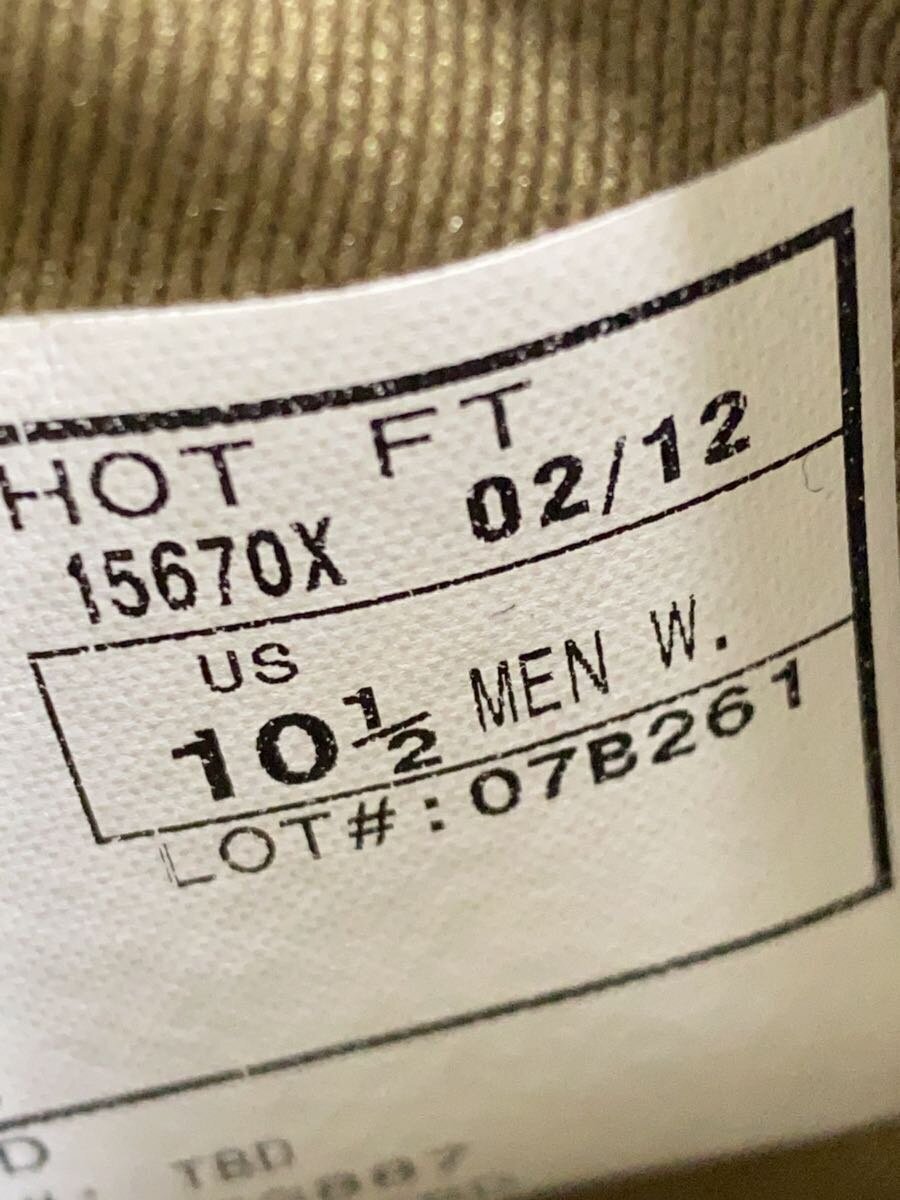 HOT FT
15670X 02/12
US
10½ MEN W.
LOT#: 07B261
D
TBD